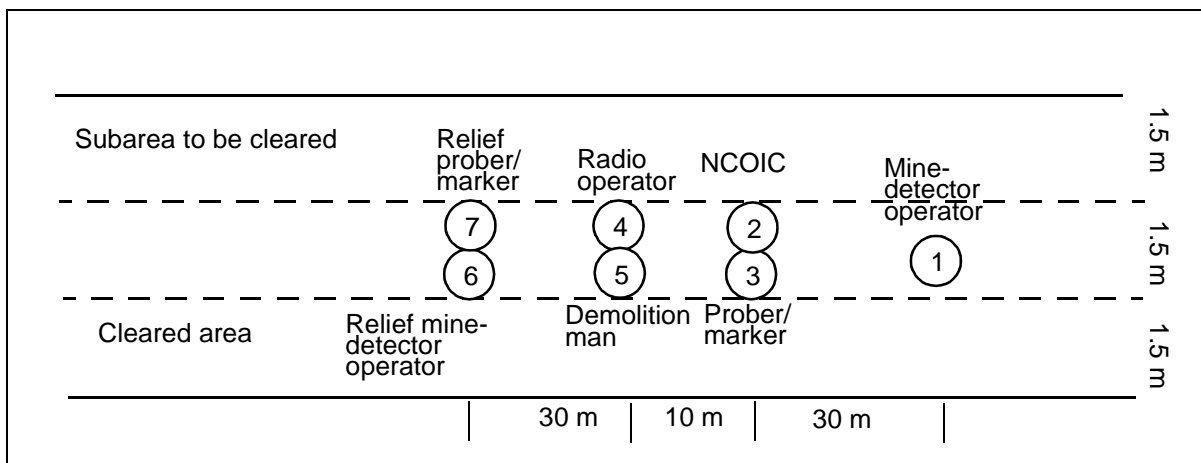 Subarea to be cleared
Relief
prober/
marker
Radio
operator
NCOIC
Mine-
detector
operator
1.5 m
7
4
2
1
1.5 m
6
5
3
Cleared area
Relief mine-
detector
operator
Demolition
man
Prober/
marker
1.5 m
30 m
10 m
30 m